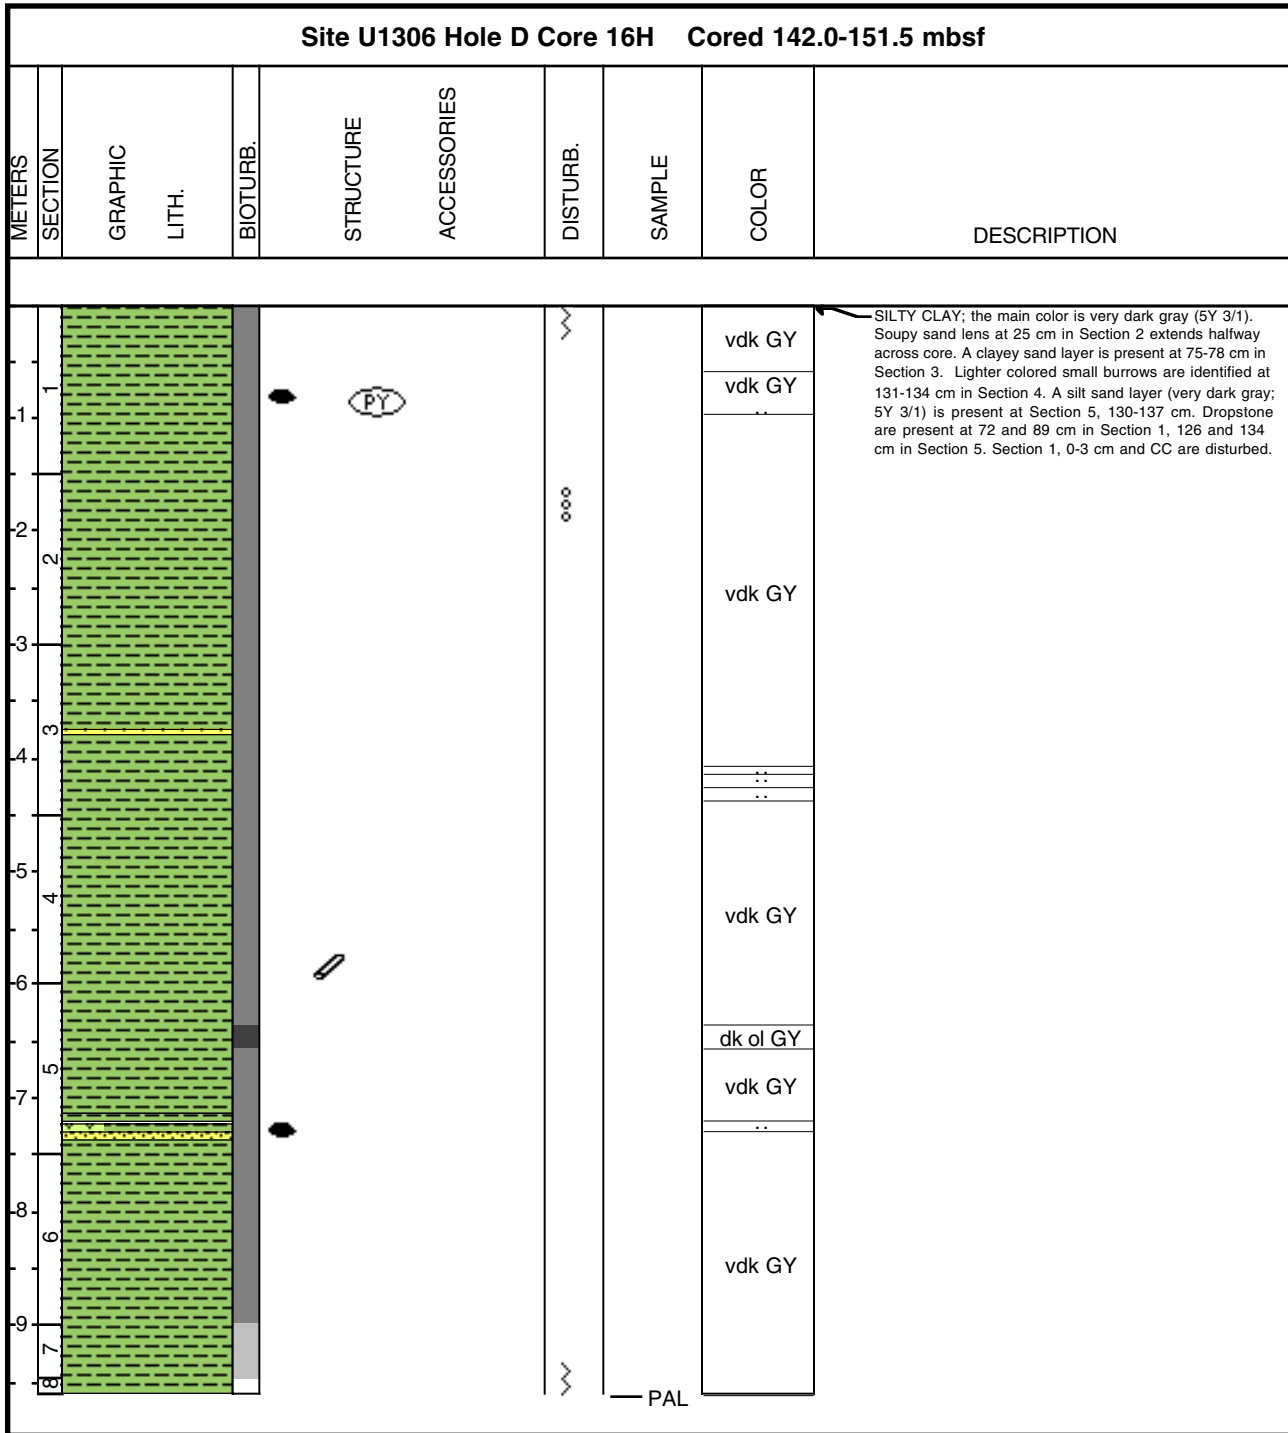 Site U1306 Hole D Core 16H Cored 142.0-151.5 mbsf
METERS
SECTION
GRAPHIC
LITH.
BIOTURB.
STRUCTURE
ACCESSORIES
DISTURB.
SAMPLE
COLOR
DESCRIPTION
SILTY CLAY; the main color is very dark gray (5Y 3/1).
Soupy sand lens at 25 cm in Section 2 extends halfway
across core. A clayey sand layer is present at 75-78 cm in
Section 3. Lighter colored small burrows are identified at
131-134 cm in Section 4. A silt sand layer (very dark gray;
5Y 3/1) is present at Section 5, 130-137 cm. Dropstone
are present at 72 and 89 cm in Section 1, 126 and 134
cm in Section 5. Section 1, 0-3 cm and CC are disturbed.
vdk GY
1
vdk GY
PY
1
2
2
vdk GY
3
3
4
5
4
vdk GY
6
dk ol GY
5
7
vdk GY
8
6
vdk GY
9
7
8
PAL